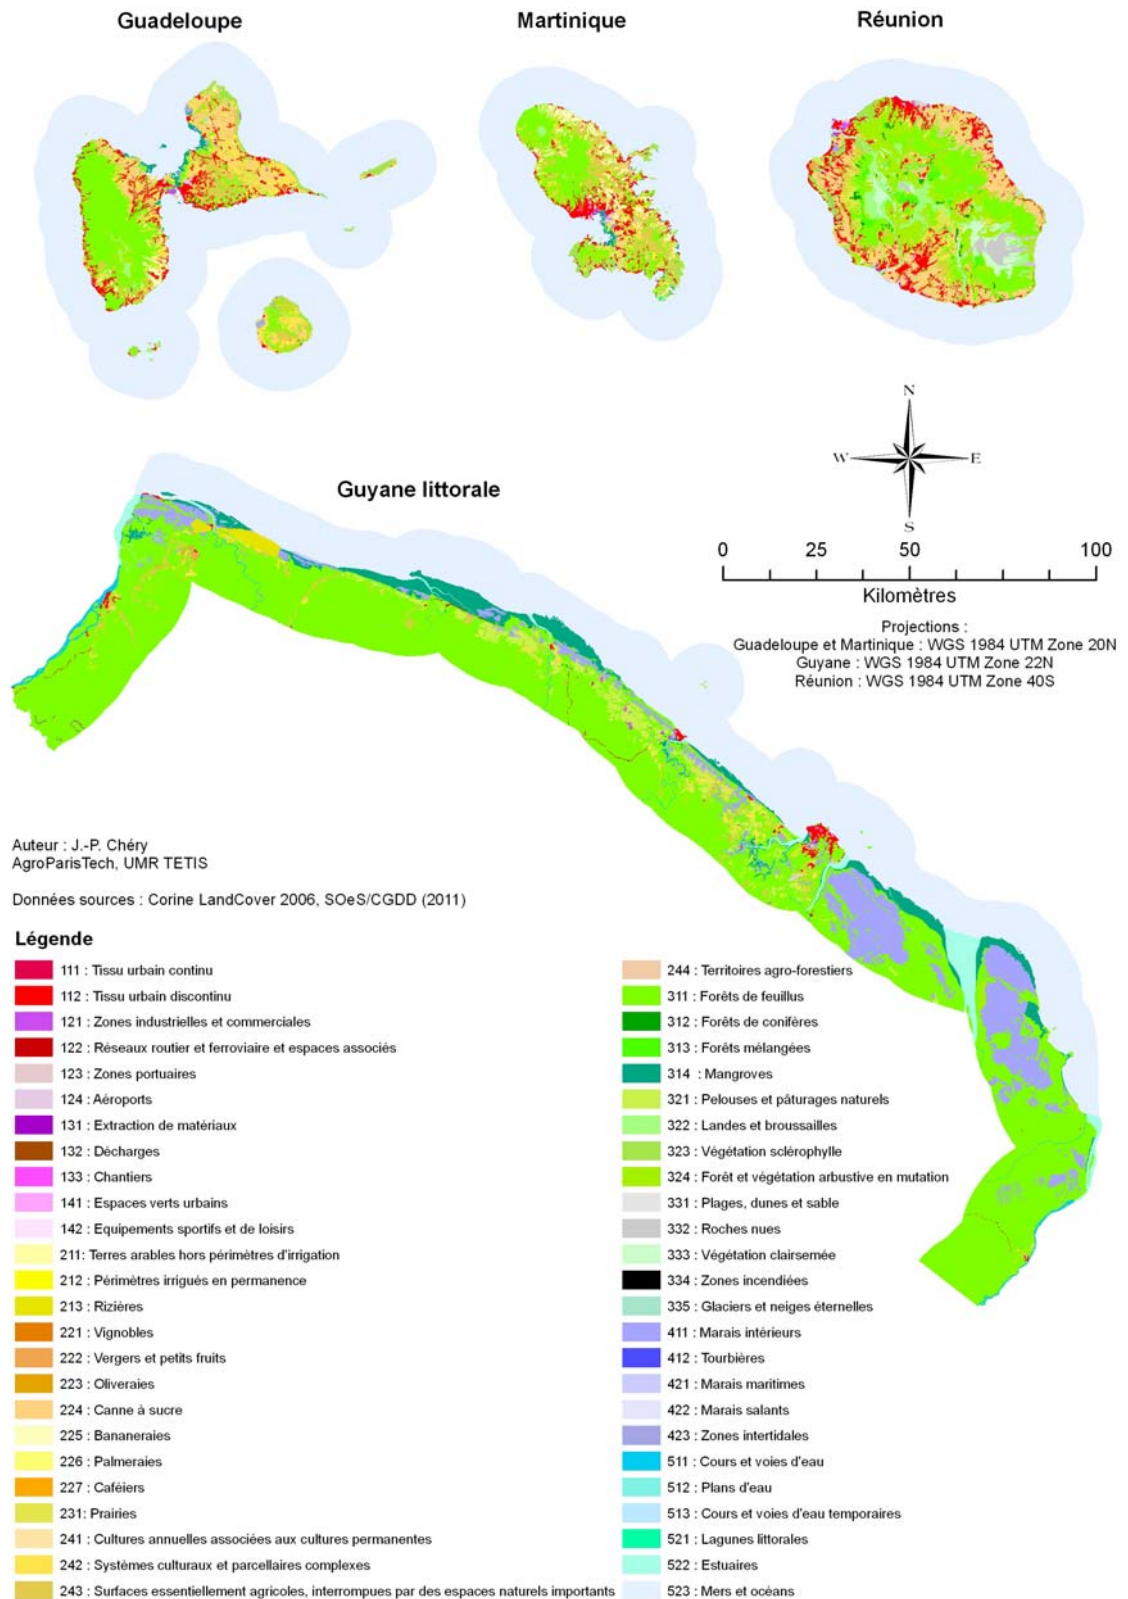 Guadeloupe
Martinique
Réunion
N
W
E
S
Guyane littorale
0 25 50 100
Kilomètres
Projections :
Guadeloupe et Martinique : WGS 1984 UTM Zone 20N
Guyane : WGS 1984 UTM Zone 22N
Réunion : WGS 1984 UTM Zone 40S
Auteur : J.-P. Chéry
AgroParisTech, UMR TETIS
Données sources : Corine LandCover 2006, SOeS/CGDD (2011)
Légende
111 : Tissu urbain continu
112 : Tissu urbain discontinu
121 : Zones industrielles et commerciales
122 : Réseaux routier et ferroviaire et espaces associés
123 : Zones portuaires
124 : Aéroports
131 : Extraction de matériaux
132 : Décharges
133 : Chantiers
141 : Espaces verts urbains
142 : Equipements sportifs et de loisirs
211: Terres arables hors périmètres d'irrigation
212 : Périmètres irrigués en permanence
213 : Rizières
221 : Vignobles
222 : Vergers et petits fruits
223 : Oliveraies
224 : Canne à sucre
225 : Bananeraies
226 : Palmeraies
227 : Caféiers
231: Prairies
241 : Cultures annuelles associées aux cultures permanentes
242 : Systèmes culturaux et parcellaires complexes
243 : Surfaces essentiellement agricoles, interrompues par des espaces naturels importants
244 : Territoires agro-forestiers
311 : Forêts de feuillus
312 : Forêts de conifères
313 : Forêts mélangées
314 : Mangroves
321 : Pelouses et pâturages naturels
322 : Landes et broussailles
323 : Végétation sclérophylle
324 : Forêt et végétation arbustive en mutation
331 : Plages, dunes et sable
332 : Roches nues
333 : Végétation clairsemée
334 : Zones incendiées
335 : Glaciers et neiges éternelles
411 : Marais intérieurs
412 : Tourbières
421 : Marais maritimes
422 : Marais salants
423 : Zones intertidales
511 : Cours et voies d'eau
512 : Plans d'eau
513 : Cours et voies d'eau temporaires
521 : Lagunes littorales
522 : Estuaires
523 : Mers et océans